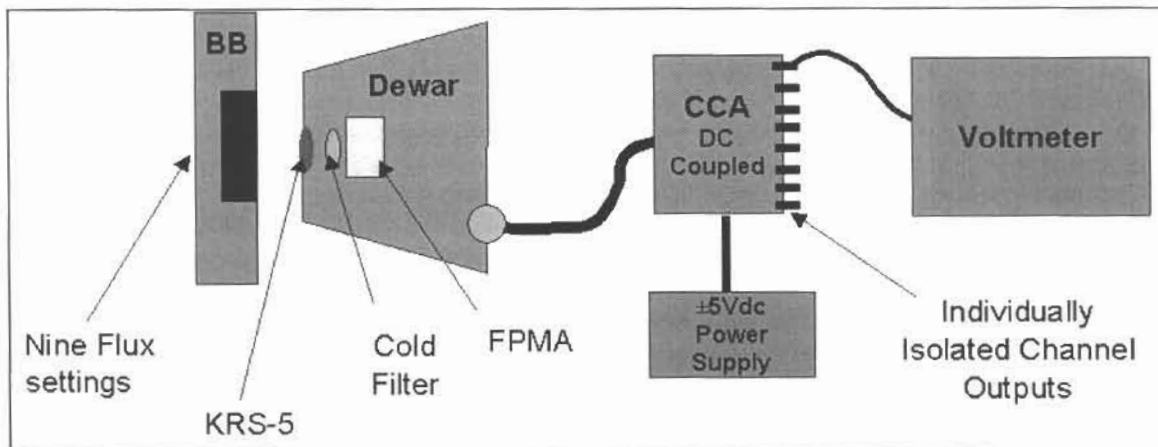 BB
Dewar
CCA
DC
Coupled
Voltmeter
±5Vdc
Power
Supply
Nine Flux
settings
KRS-5
Cold
Filter
FPMA
Individually
Isolated Channel
Outputs